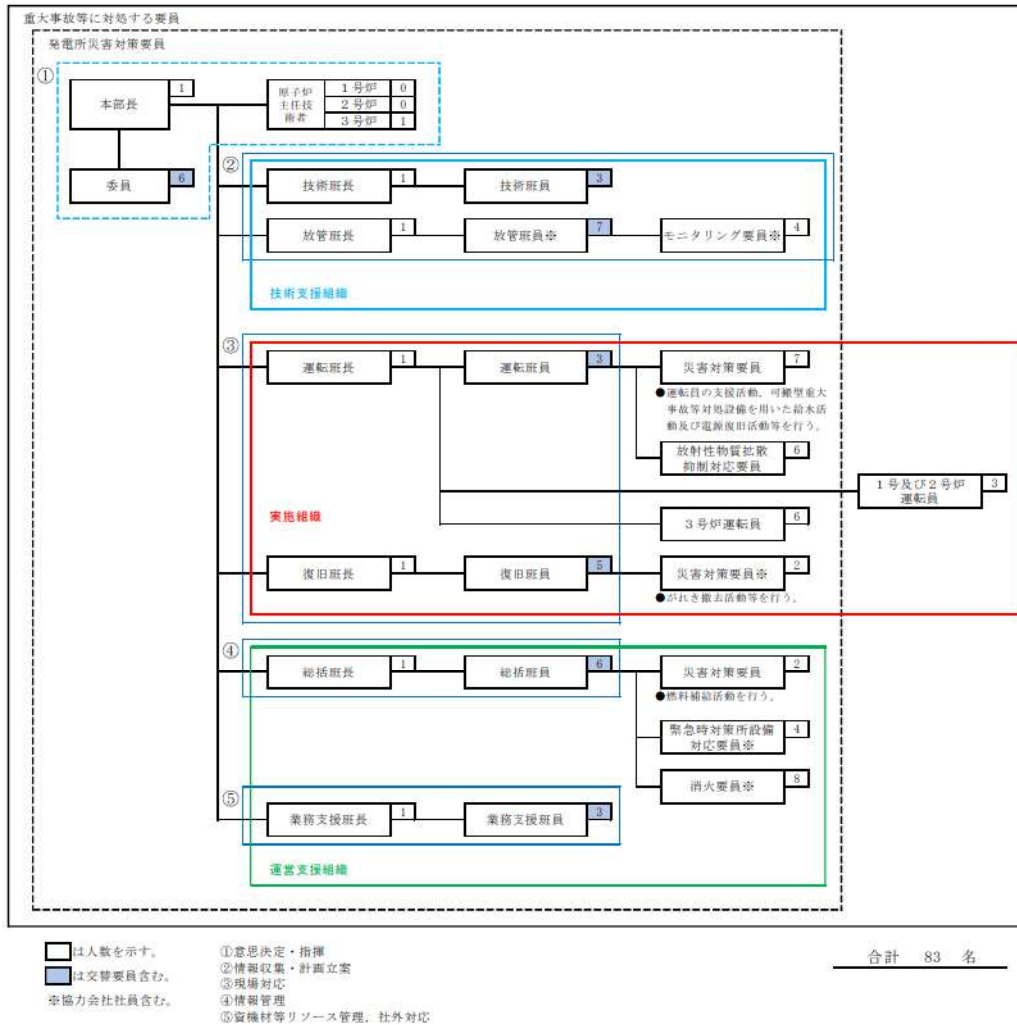 重大事故等に対処する要員
発電所災害対策要員
①
本部長
1
原子炉
主任技
術者
1号炉 0
2号炉 0
3号炉 1
委員
6
②
技術班長
1
技術班員
3
放管班長
1
放管班員※
7
モニタリング要員※
4
技術支援組織
③
運転班長
1
運転班員
3
災害対策要員
7
●運転員の支援活動、可搬型重大
事故等対処設備を用いた給水活
動及び電源復旧活動等を行う。
放射性物質拡散
抑制対応要員
6
1号及び2号炉
運転員
3
実施組織
3号炉運転員
6
復旧班長
1
復旧班員
5
災害対策要員※
2
●がれき撤去活動等を行う。
④
総括班長
1
総括班員
6
災害対策要員
2
●燃料補給活動を行う。
緊急時対策所設備
対応要員※
4
消火要員※
8
⑤
業務支援班長
1
業務支援班員
3
運営支援組織
は人数を示す。
は交替要員含む。
※協力会社社員含む。
①意思決定・指揮
②情報収集・計画立案
③現場対応
④情報管理
⑤資機材等リソース管理、社外対応
合計 83 名